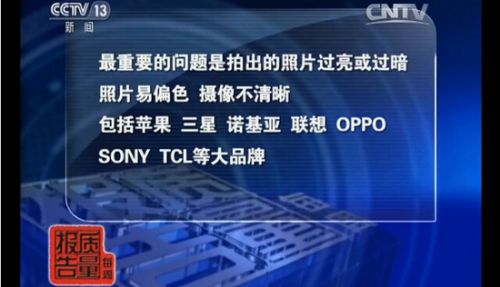 CCTV 13
CNTV
新闻
最重要的问题是拍出的照片过亮或过暗
照片易偏色 摄像不清晰
包括苹果 三星 诺基亚 联想 OPPO
SONY TCL等大品牌
每周
质量
报告